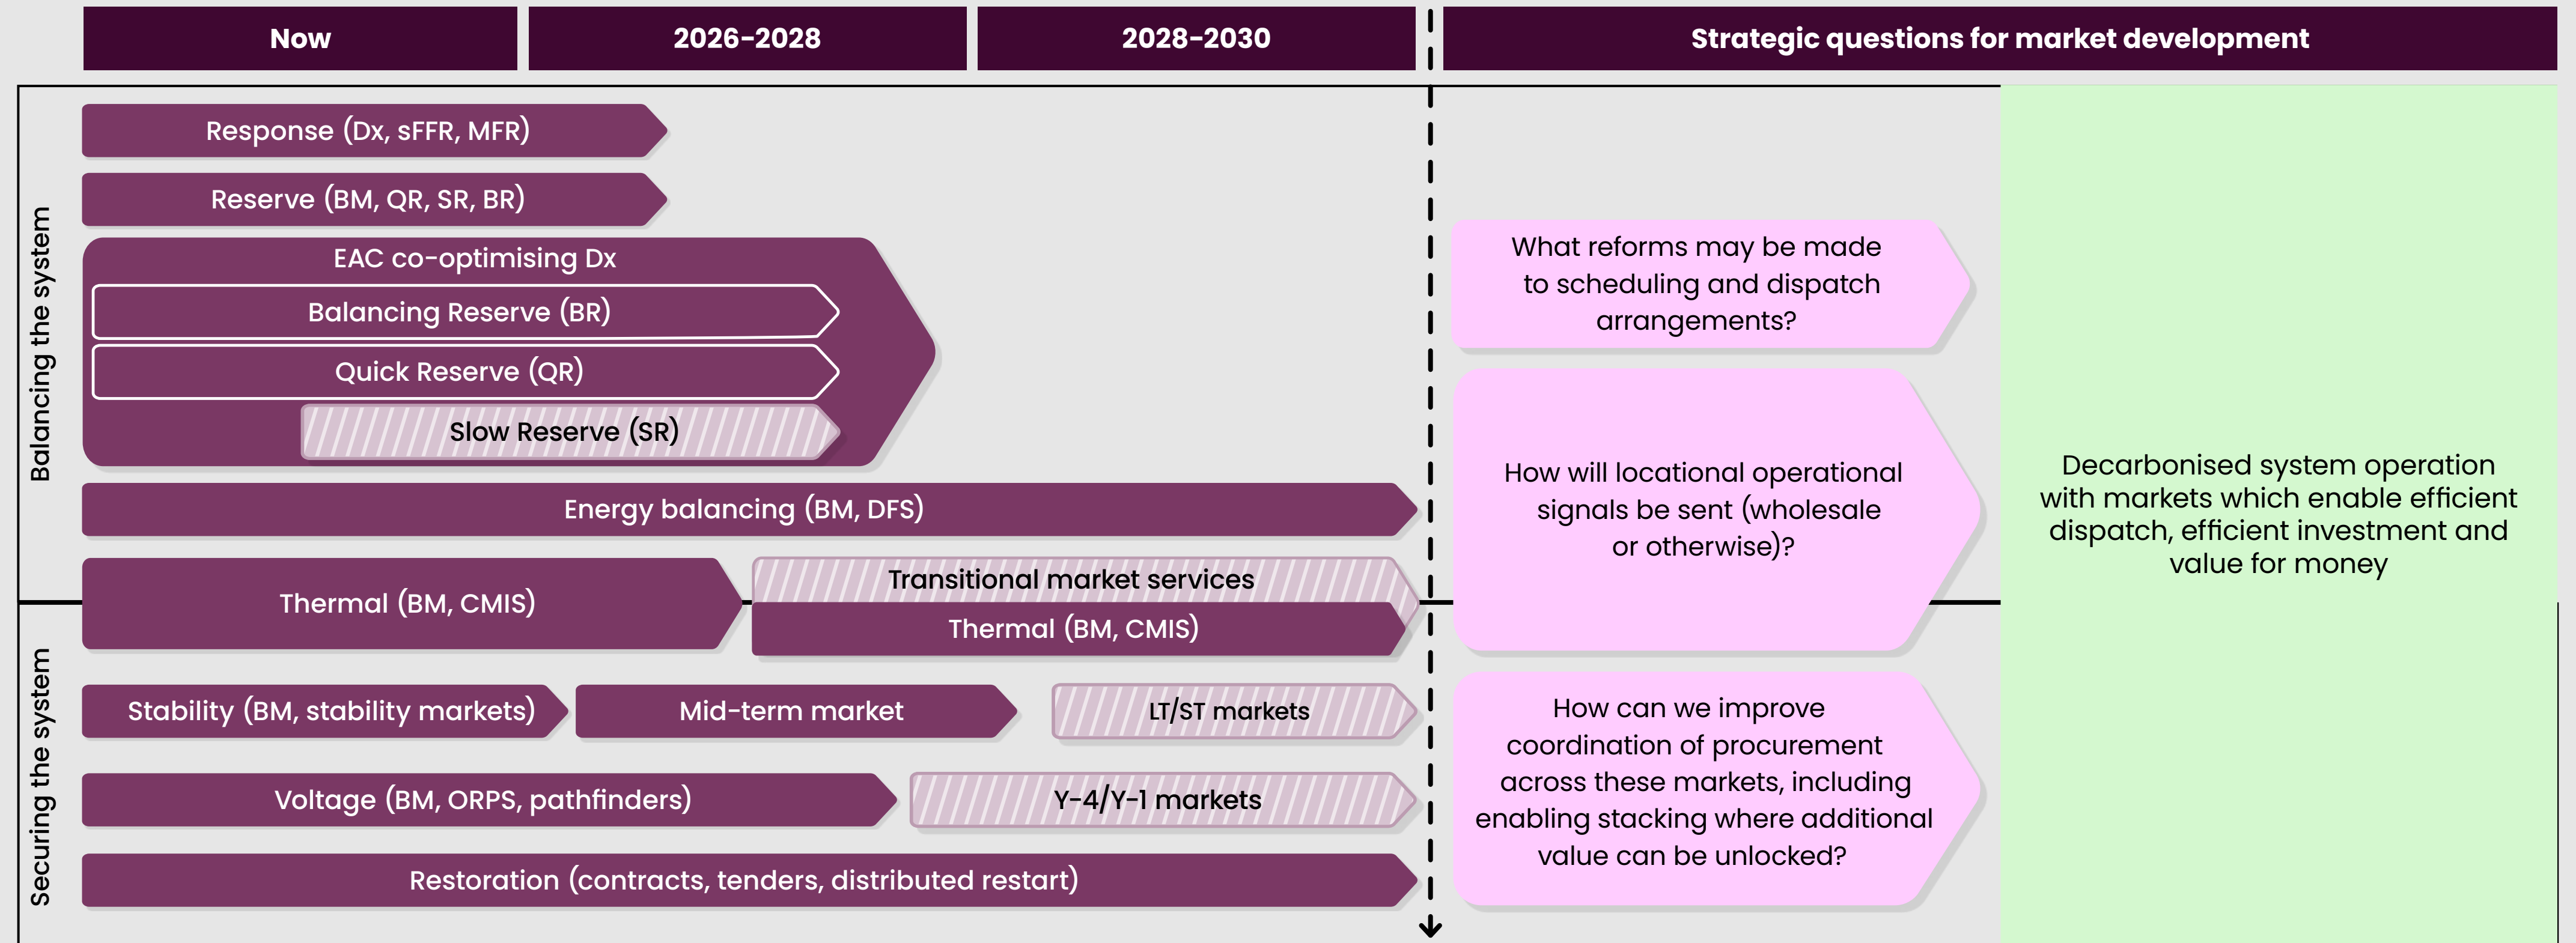 Now
2026-2028
2028-2030
Strategic questions for market development
Balancing the system
Response (Dx, sFFR, MFR)
Reserve (BM, QR, SR, BR)
EAC co-optimising Dx
Balancing Reserve (BR)
Quick Reserve (QR)
Slow Reserve (SR)
Energy balancing (BM, DFS)
Thermal (BM, CMIS)
Transitional market services
Thermal (BM, CMIS)
Securing the system
Stability (BM, stability markets)
Mid-term market
LT/ST markets
Voltage (BM, ORPS, pathfinders)
Y-4/Y-1 markets
Restoration (contracts, tenders, distributed restart)
What reforms may be made
to scheduling and dispatch
arrangements?
How will locational operational
signals be sent (wholesale
or otherwise)?
How can we improve
coordination of procurement
across these markets, including
enabling stacking where additional
value can be unlocked?
Decarbonised system operation
with markets which enable efficient
dispatch, efficient investment and
value for money